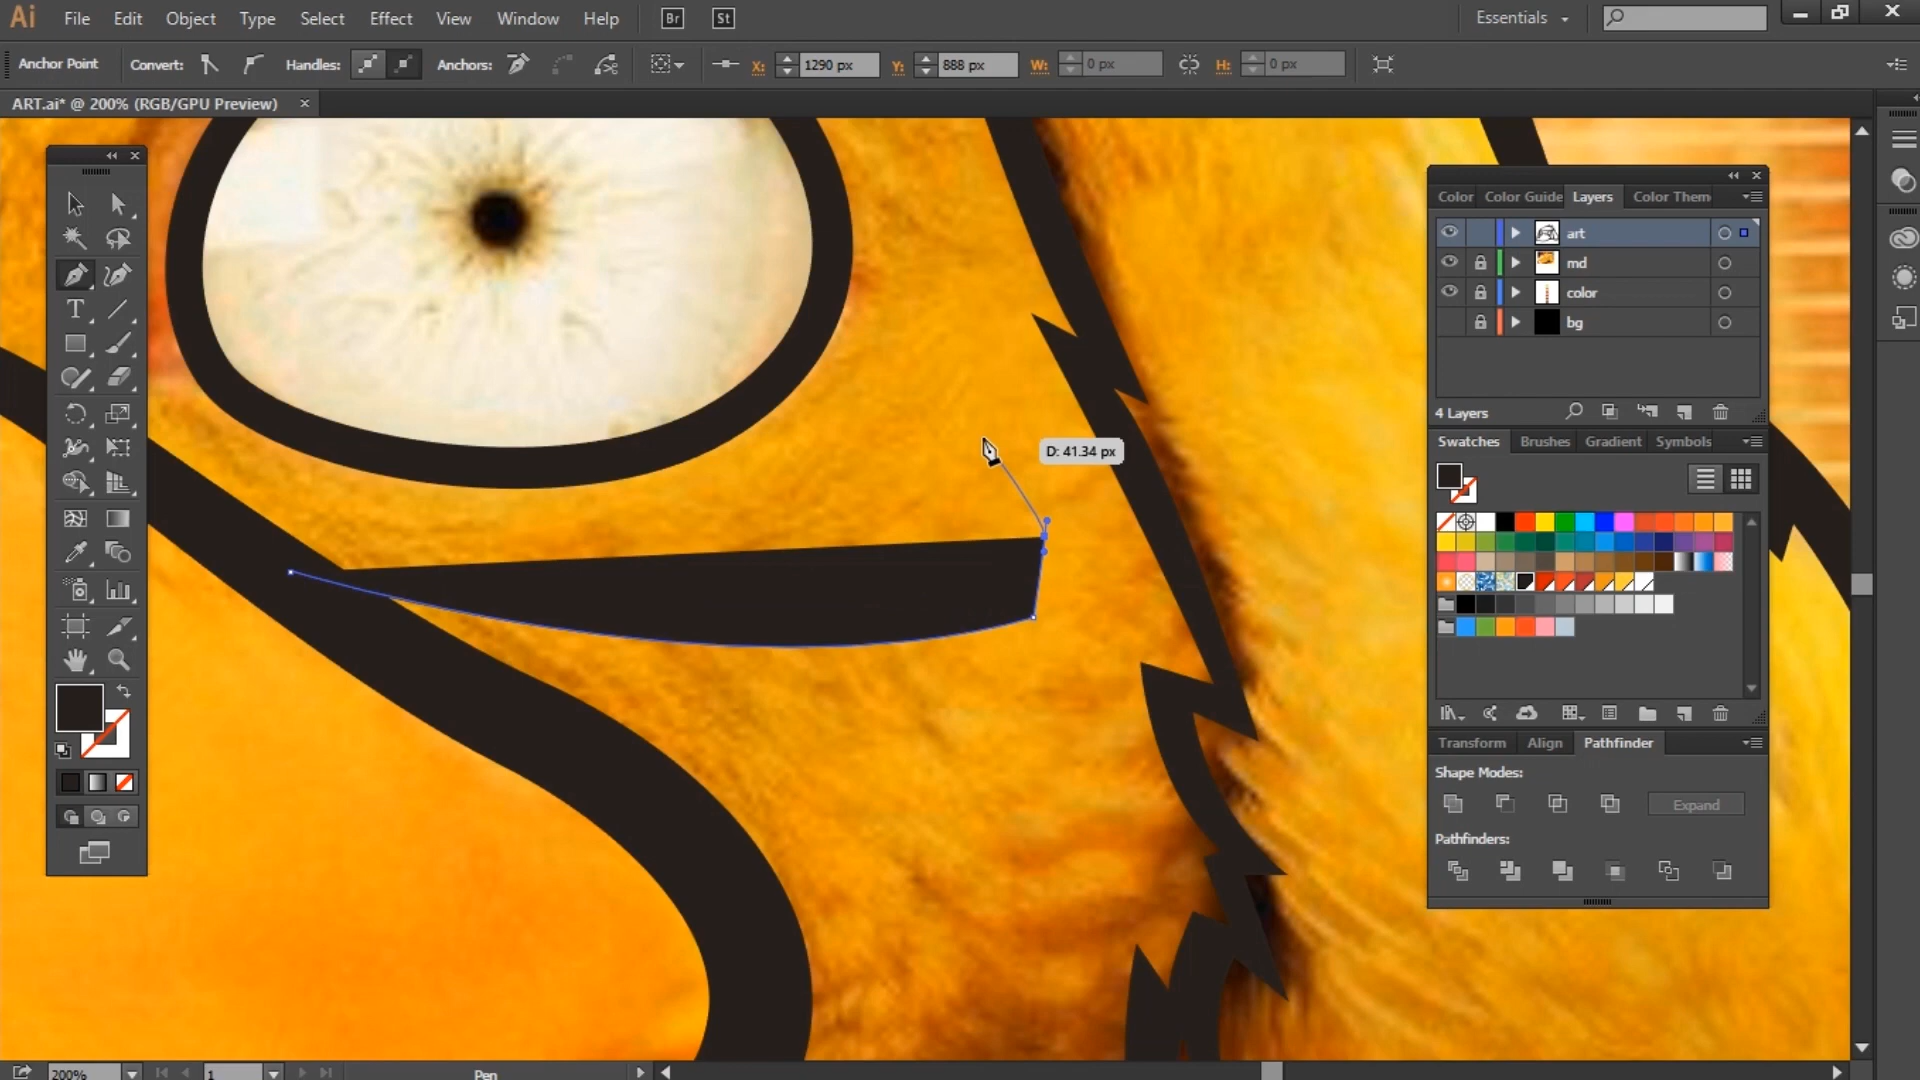 Ai File Edit Object Type Select Effect View Window Help Br St Essentials
Anchor Point Convert: Handles: Anchors: X: 1290 px Y: 888 px W: 0 px H: 0 px
ART.ai* @ 200% (RGB/GPU Preview) ×
D: 41.34 px
T
Color Color Guide Layers Color Them
art
md
color
bg
4 Layers
Swatches Brushes Gradient Symbols
Transform Align Pathfinder
Shape Modes:
Expand
Pathfinders:
200% 1 Pen